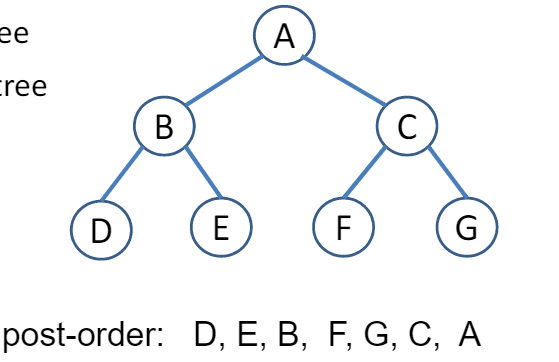 ee
tree
A
B C
D E F G
post-order: D, E, B, F, G, C, A